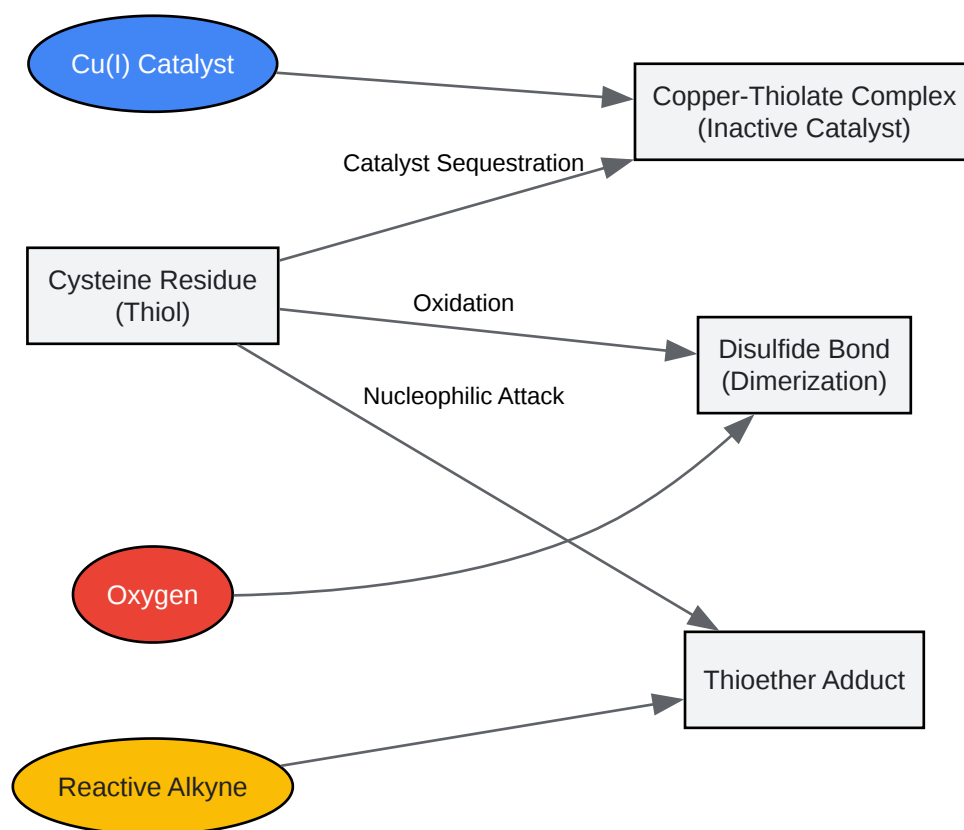 Cu(I) Catalyst
Copper-Thiolate Complex
(Inactive Catalyst)
Catalyst Sequestration
Cysteine Residue
(Thiol)
Oxidation
Disulfide Bond
(Dimerization)
Nucleophilic Attack
Oxygen
Thioether Adduct
Reactive Alkyne